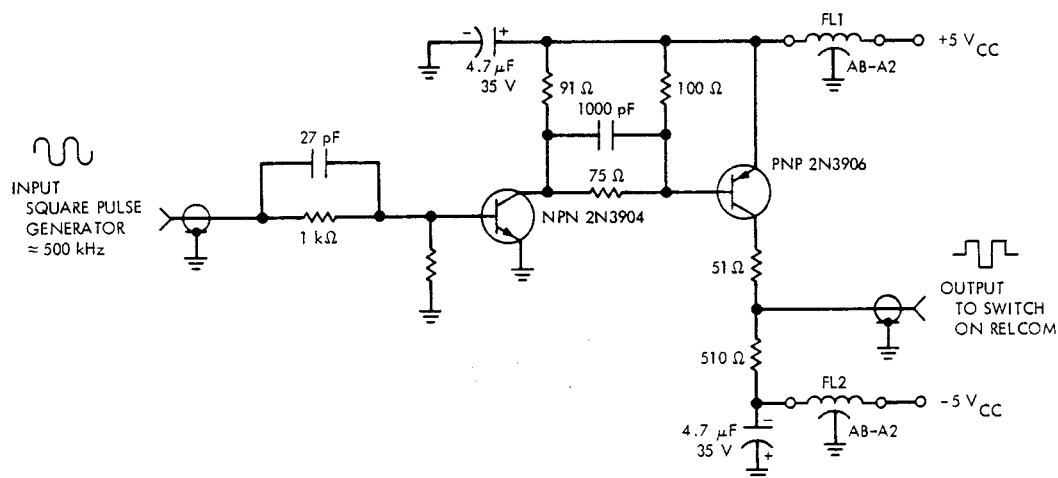 FL1
+5 V_CC
AB-A2
- +
4.7 μF
35 V
91 Ω
100 Ω
1000 pF
27 pF
75 Ω
PNP 2N3906
INPUT
SQUARE PULSE
GENERATOR
≈ 500 kHz
1 kΩ
NPN 2N3904
51 Ω
OUTPUT
TO SWITCH
ON RELCOM
510 Ω
FL2
-5 V_CC
AB-A2
4.7 μF
35 V
-
+